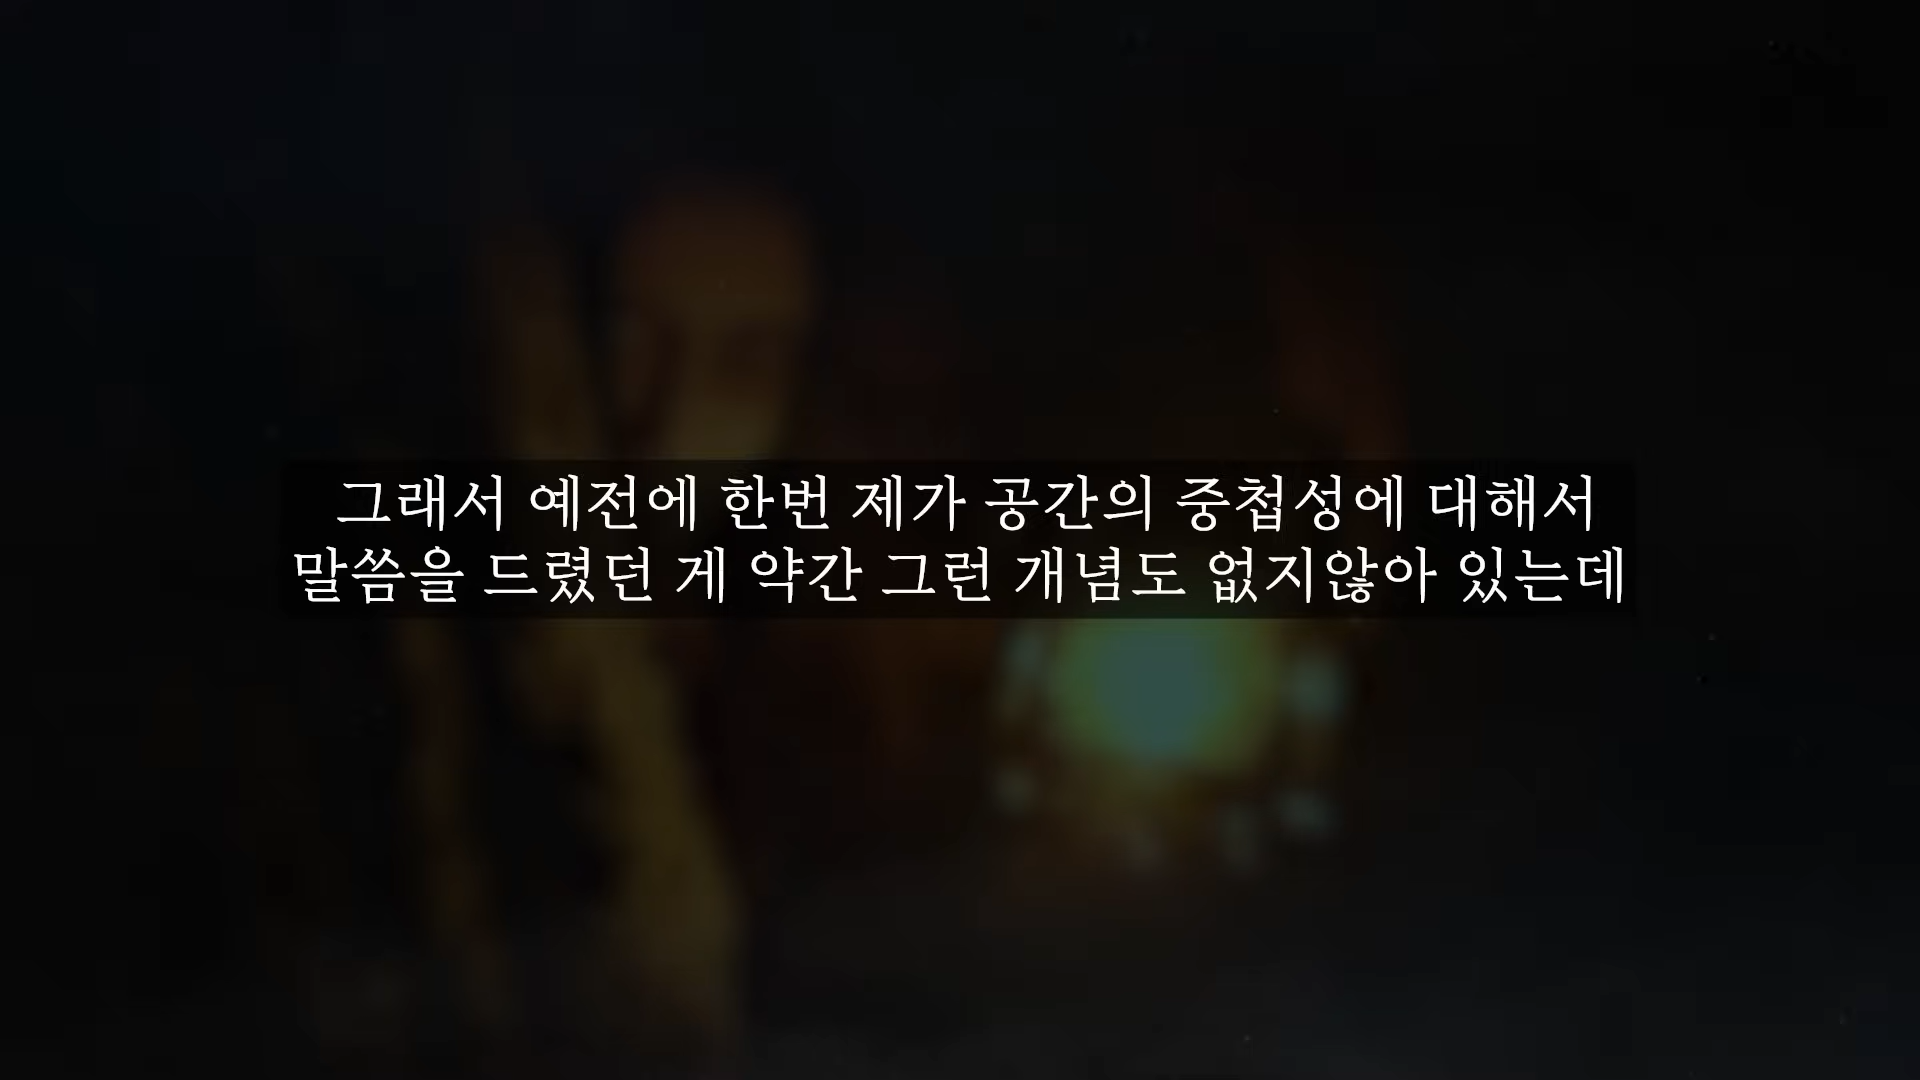 그래서 예전에 한번 제가 공간의 중첩성에 대해서
말씀을 드렸던 게 약간 그런 개념도 없지않아 있는데